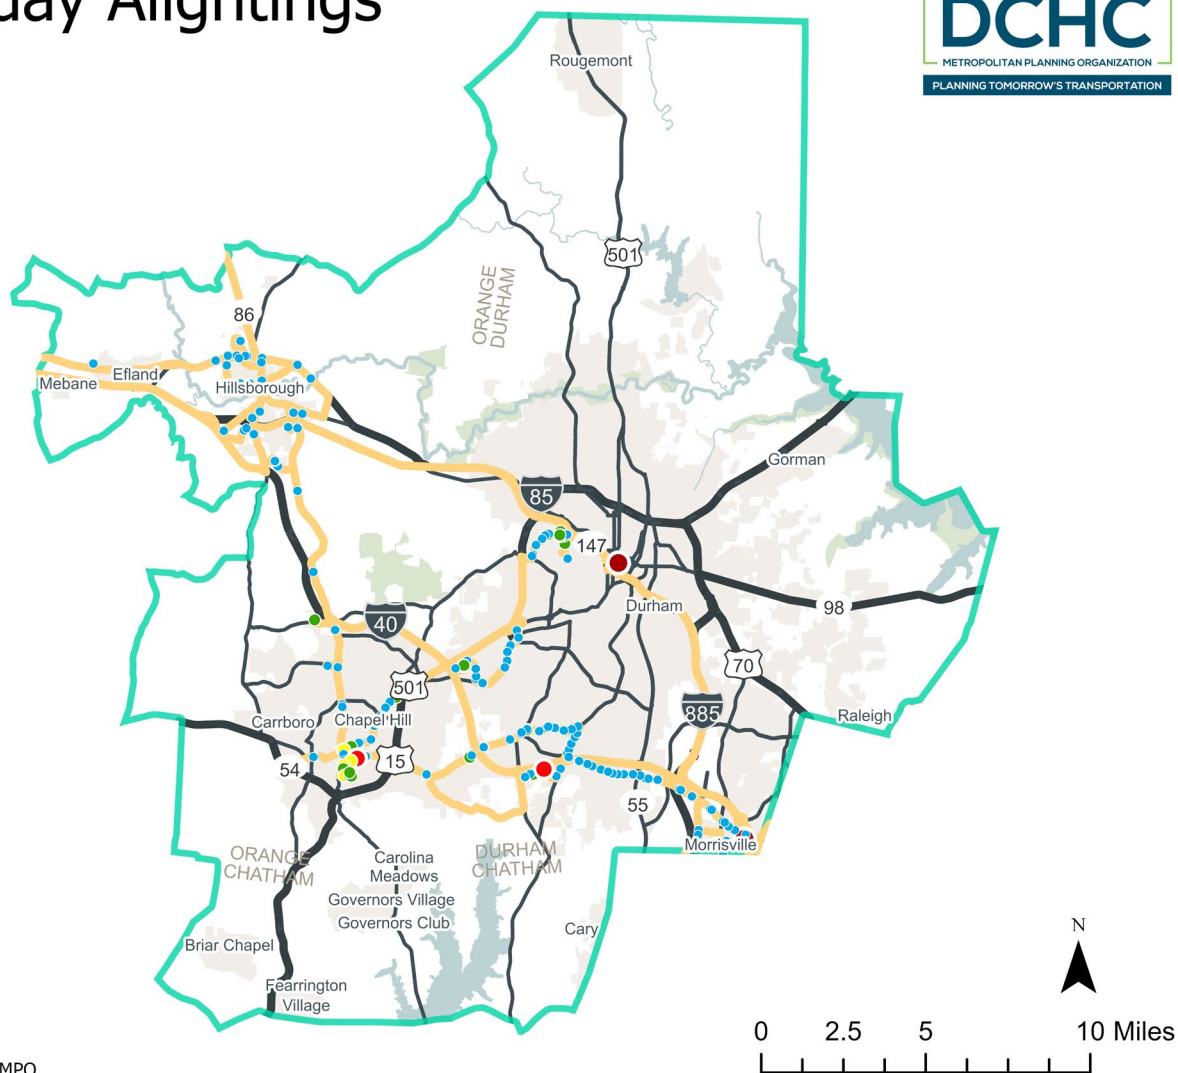 day Alightings
DCHC
METROPOLITAN PLANNING ORGANIZATION
PLANNING TOMORROW'S TRANSPORTATION
Rougemont
501
ORANGE
DURHAM
86
Efland
Mebane
Hillsborough
Gorman
85
147
98
Durham
40
70
501
885
Raleigh
Carrboro
Chapel Hill
15
54
55
Morrisville
ORANGE
CHATHAM
DURHAM
CHATHAM
Carolina
Meadows
Governors Village
Governors Club
Cary
Briar Chapel
Fearrington
Village
N
0 2.5 5 10 Miles
MPO